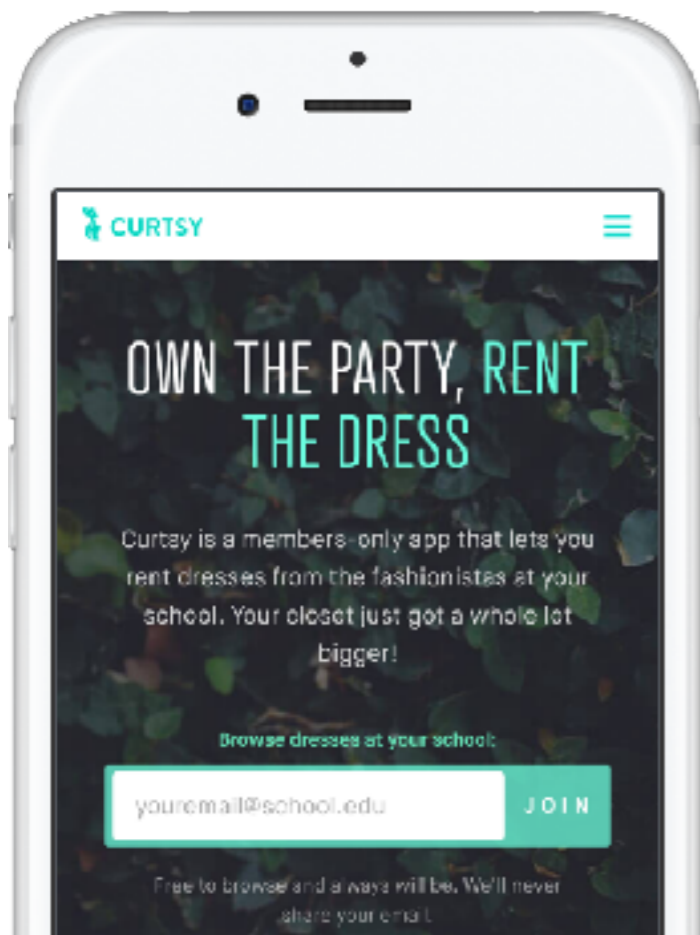 CURTSY
OWN THE PARTY, RENT
THE DRESS
Curtsy is a members-only app that lets you
rent dresses from the fashionistas at your
school. Your closet just got a whole lot
bigger!
Browse dresses at your school:
youremail@school.edu
JOIN
Free to browse and always will be. We'll never
share your email.